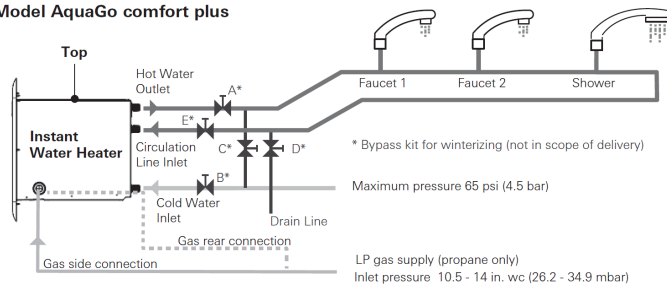 Model AquaGo comfort plus
Top
Hot Water
Outlet
A*
Faucet 1
Faucet 2
Shower
E*
Instant
Water Heater
Circulation
Line Inlet
C*
D*
* Bypass kit for winterizing (not in scope of delivery)
B*
Maximum pressure 65 psi (4.5 bar)
Cold Water
Inlet
Drain Line
Gas rear connection
Gas side connection
LP gas supply (propane only)
Inlet pressure 10.5 - 14 in. wc (26.2 - 34.9 mbar)